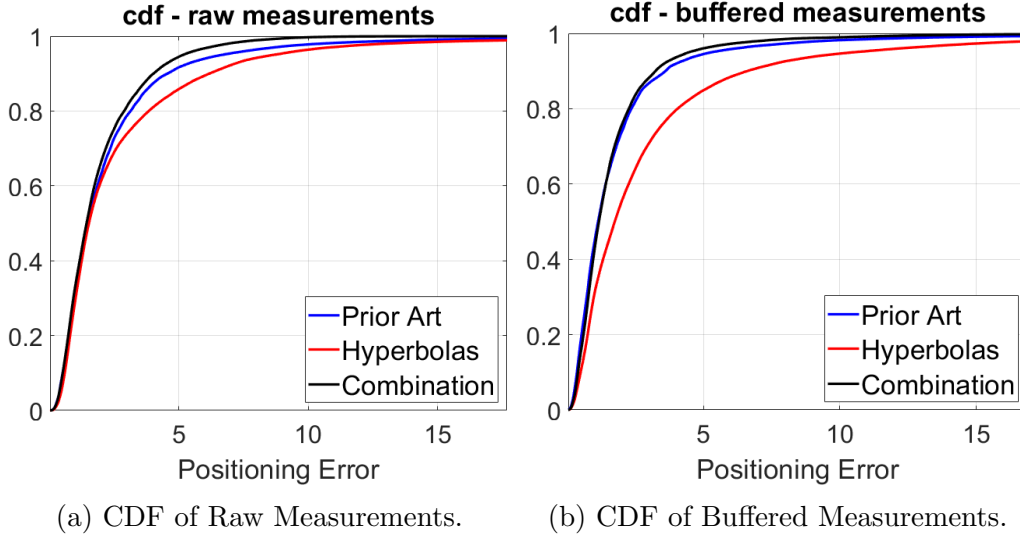 cdf - raw measurements
1
0.8
0.6
0.4
0.2
0
5
10
15
Prior Art
Hyperbolas
Combination
Positioning Error
(a) CDF of Raw Measurements.
cdf - buffered measurements
1
0.8
0.6
0.4
0.2
0
5
10
15
Prior Art
Hyperbolas
Combination
Positioning Error
(b) CDF of Buffered Measurements.